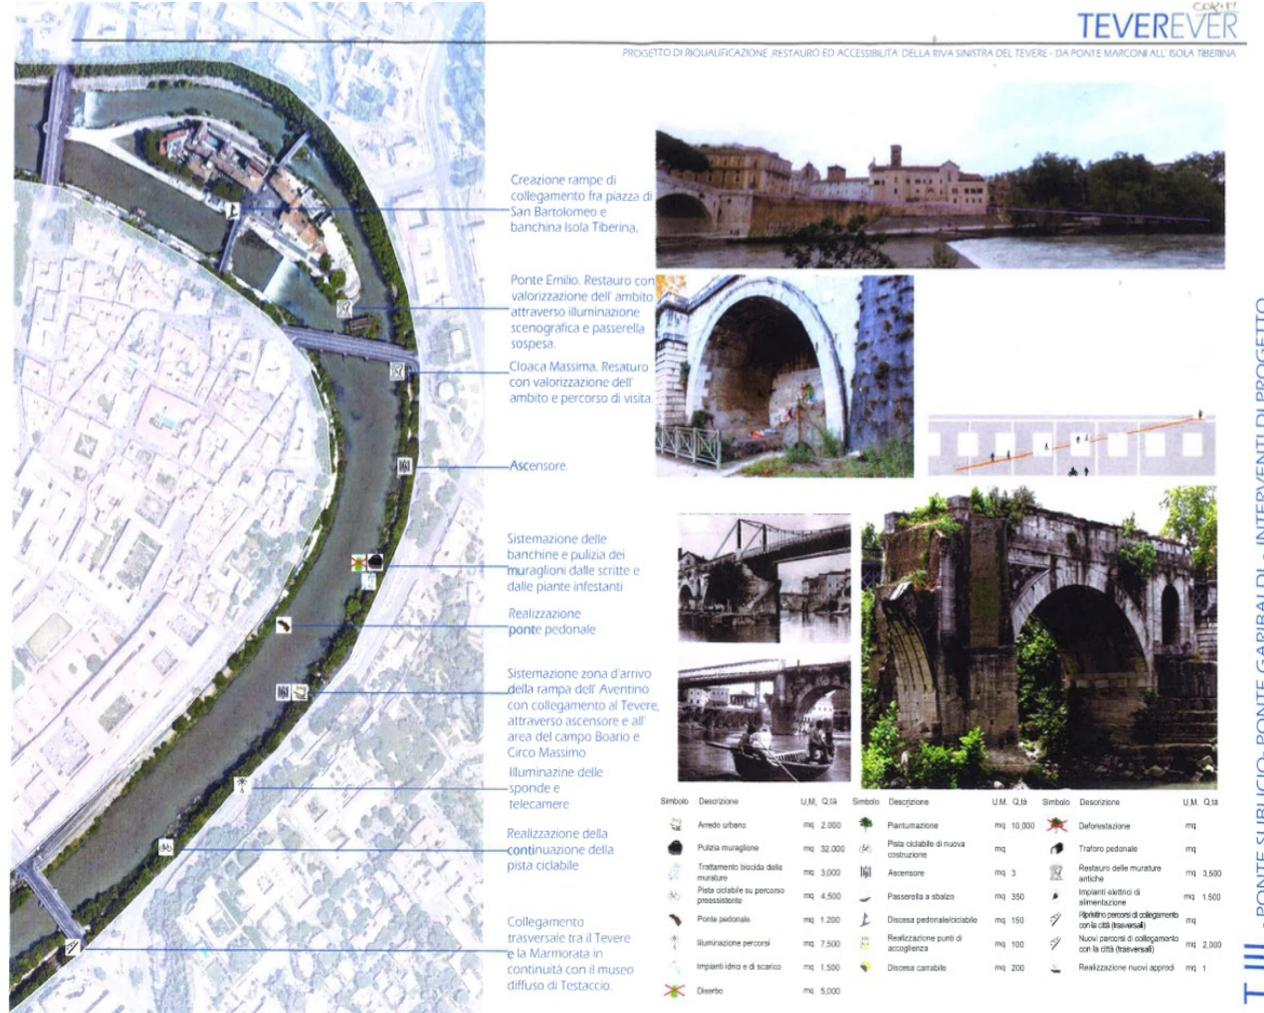 TEVEREVER
PROGETTO DI RIQUALIFICAZIONE ,RESTAURO ED ACCESSIBILITA' DELLA RIVA SINISTRA DEL TEVERE - DA PONTE MARCONI ALL' ISOLA TIBERINA
Creazione rampe di
collegamento fra piazza di
San Bartolomeo e
banchina Isola Tiberina.
Ponte Emilio. Restauro con
valorizzazione dell' ambito
attraverso illuminazione
scenografica e passerella
sospesa.
Cloaca Massima. Resaturo
con valorizzazione dell'
ambito e percorso di visita.
Ascensore.
Sistemazione delle
banchine e pulizia dei
muraglioni dalle scritte e
dalle piante infestanti
Realizzazione
ponte pedonale
Sistemazione zona d'arrivo
della rampa dell' Aventino
con collegamento al Tevere,
attraverso ascensore e all'
area del campo Boario e
Circo Massimo
Illuminazine delle
sponde e
telecamere
Realizzazione della
continuazione della
pista ciclabile
Collegamento
trasversale tra il Tevere
e la Marmorata in
continuità con il museo
diffuso di Testaccio.
Simbolo Descrizione U.M. Q.tà
Arredo urbano mq 2.000
Pulizia muraglione mq 32.000
Trattamento biocida delle
murature mq 3,000
Pista ciclabile su percorso
preesistente mq 4,500
Ponte pedonale mq 1.200
Illuminazione percorsi mq 7,500
Impianti idrici e di scarico mq 1.500
Diserbo mq 5,000
Simbolo Descrizione U.M. Q.tà
Piantumazione mq 10,000
Pista ciclabile di nuova
costruzione mq
Ascensore mq 3
Passerella a sbalzo mq 350
Discesa pedonale/ciclabile mq 150
Realizzazione punti di
accoglienza mq 100
Discesa carrabile mq 200
Simbolo Descrizione U.M. Q.tà
Deforestazione mq
Traforo pedonale mq
Restauro delle murature
antiche mq 3,500
Impianti elettrici di
alimentazione mq 1.500
Ripristino percorsi di collegamento
con la città (trasversali) mq
Nuovi percorsi di collegamento
con la città (trasversali) mq 2,000
Realizzazione nuovi approdi mq 1
T III - PONTE SUBLICIO- PONTE GARIBALDI - INTERVENTI DI PROGETTO